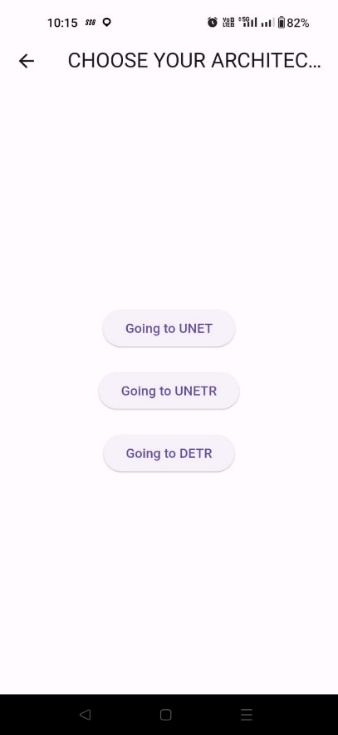 10:15
82%
CHOOSE YOUR ARCHITEC...
Going to UNET
Going to UNETR
Going to DETR